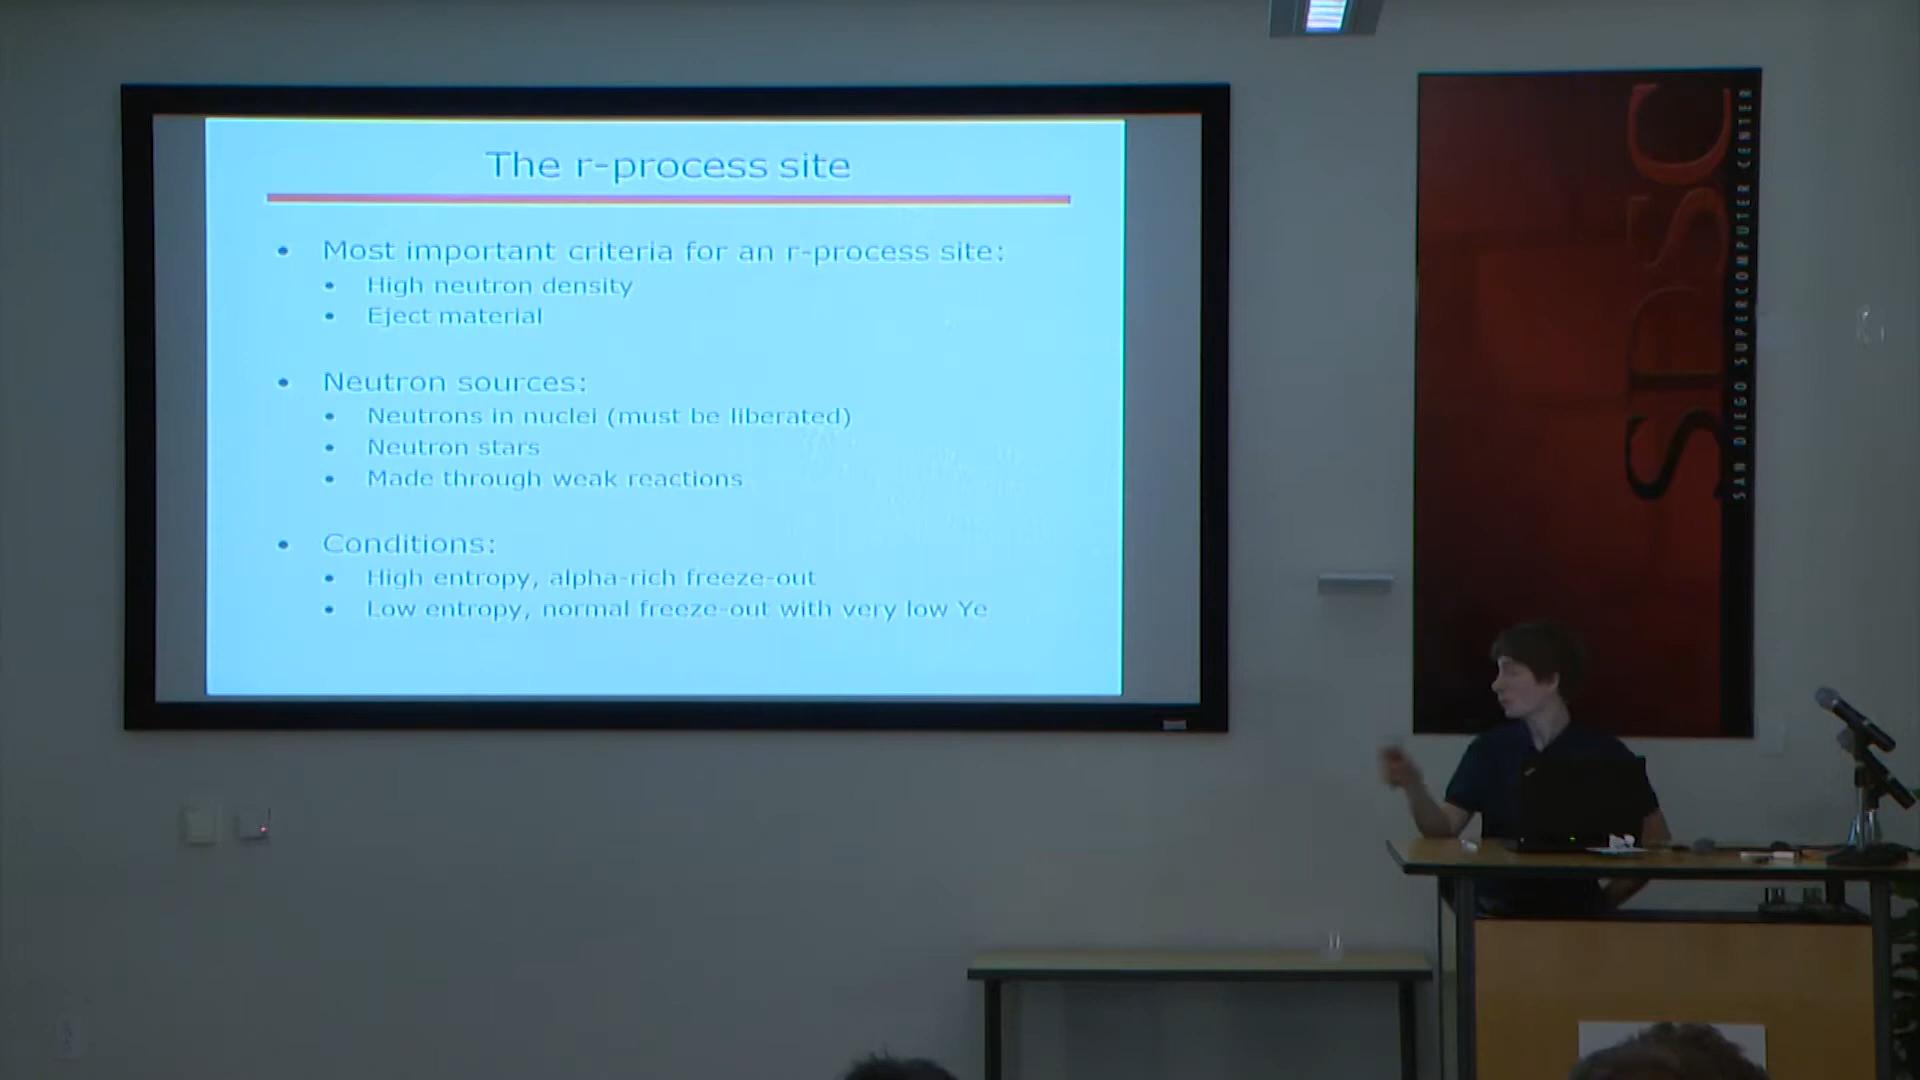 The r-process site
• Most important criteria for an r-process site:
• High neutron density
• Eject material
• Neutron sources:
• Neutrons in nuclei (must be liberated)
• Neutron stars
• Made through weak reactions
• Conditions:
• High entropy, alpha-rich freeze-out
• Low entropy, normal freeze-out with very low Ye
SDSC
SAN DIEGO SUPERCOMPUTER CENTER